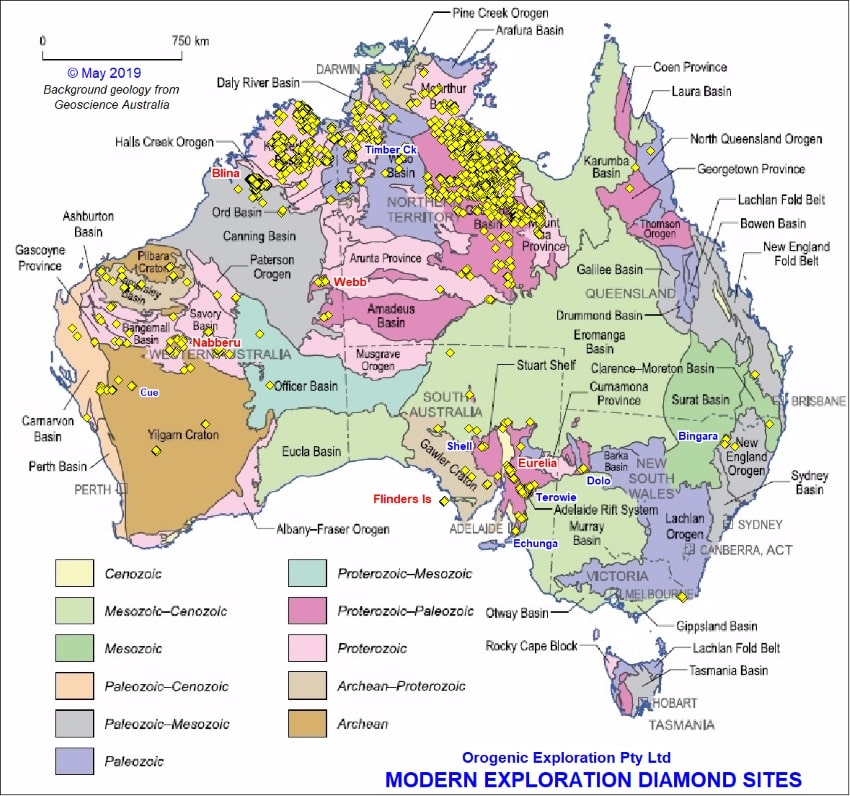 Pine Creek Orogen
Arafura Basin
0
750 km
© May 2019
Background geology from
Geoscience Australia
DARWIN
Daly River Basin
McArthur
Coen Province
Laura Basin
Halls Creek Orogen
Timber Ck
North Queensland Orogen
Blina
Basin
Karumba
Basin
Georgetown Province
Ord Basin
NORTHERN
TERRITORY
Basin
Lachlan Fold Belt
Ashburton
Basin
Canning Basin
Mount
Isa
Province
Thomson
Orogen
Bowen Basin
Gascoyne
Province
Pilbara
Craton
Paterson
Orogen
Arunta Province
New England
Fold Belt
Galilee Basin
Basin
Webb
QUEENSLAND
Savory
Basin
Amadeus
Basin
Drummond Basin
Bangemall
Basin
Nabberu
WESTERN AUSTRALIA
Musgrave
Orogen
Eromanga
Basin
Stuart Shelf
Clarence–Moreton Basin
Cue
Officer Basin
SOUTH
AUSTRALIA
Curnamona
Province
Surat Basin
BRISBANE
Carnarvon
Basin
Yilgarn Craton
Eucla Basin
Shell
Gawler Craton
Bingara
New
England
Orogen
Perth Basin
Eurelia
Barka
Basin
NEW
SOUTH
WALES
PERTH
Dolo
Sydney
Basin
Flinders Is
Terowie
Adelaide Rift System
ADELAIDE
Murray
Basin
Lachlan
Orogen
SYDNEY
Albany–Fraser Orogen
Echunga
CANBERRA, ACT
VICTORIA
MELBOURNE
Otway Basin
Gippsland Basin
Rocky Cape Block
Lachlan Fold Belt
Tasmania Basin
HOBART
TASMANIA
Cenozoic
Mesozoic–Cenozoic
Mesozoic
Paleozoic–Cenozoic
Paleozoic–Mesozoic
Paleozoic
Proterozoic–Mesozoic
Proterozoic–Paleozoic
Proterozoic
Archean–Proterozoic
Archean
Orogenic Exploration Pty Ltd
MODERN EXPLORATION DIAMOND SITES